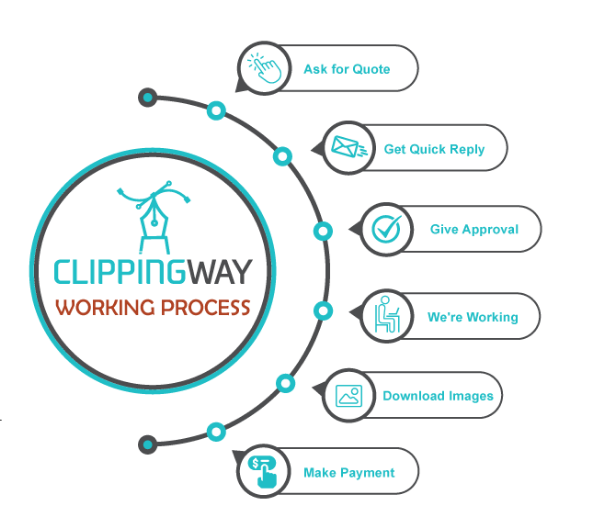 CLIPPINGWAY
WORKING PROCESS
Ask for Quote
Get Quick Reply
Give Approval
We're Working
Download Images
$
Make Payment